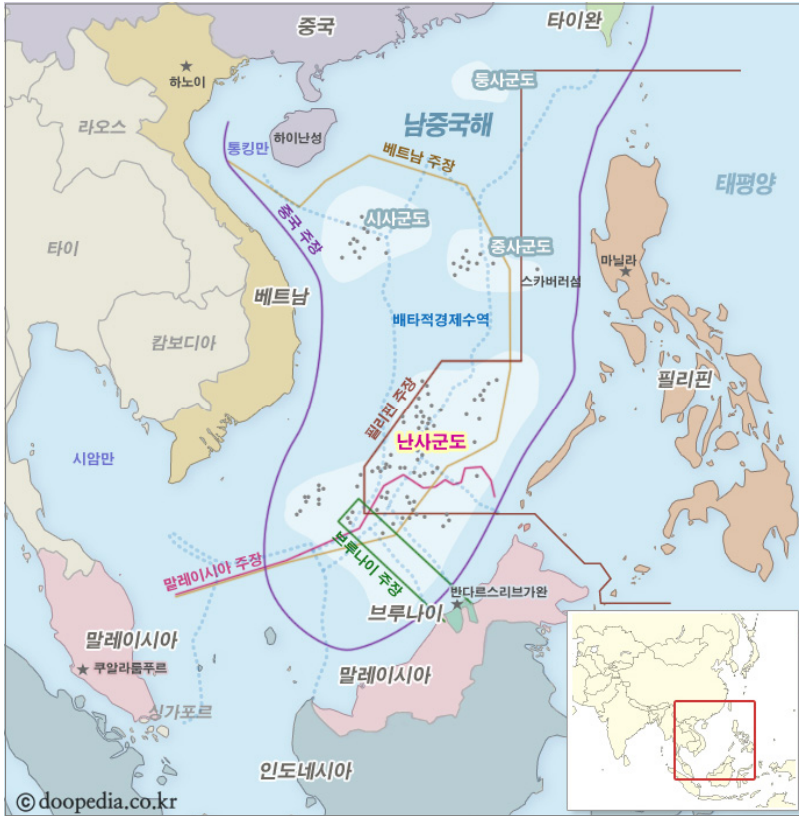 중국
타이완
하노이
둥사군도
라오스
통킹만
하이난성
남중국해
베트남 주장
태평양
중국 주장
시사군도
중사군도
타이
마닐라
스카버러섬
베트남
배타적경제수역
캄보디아
필리핀 주장
필리핀
난사군도
시암만
말레이시아 주장
브루나이 주장
반다르스리브가완
브루나이
말레이시아
쿠알라룸푸르
말레이시아
싱가포르
인도네시아
© doopedia.co.kr